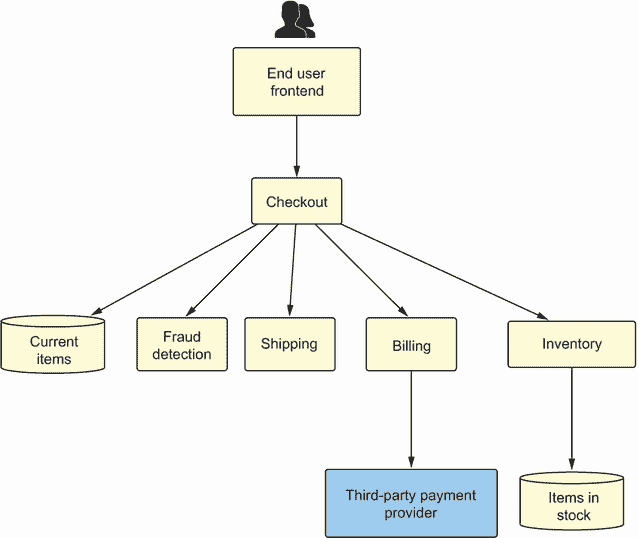 End user
frontend
Checkout
Current
items
Fraud
detection
Shipping
Billing
Inventory
Third-party payment
provider
Items in
stock